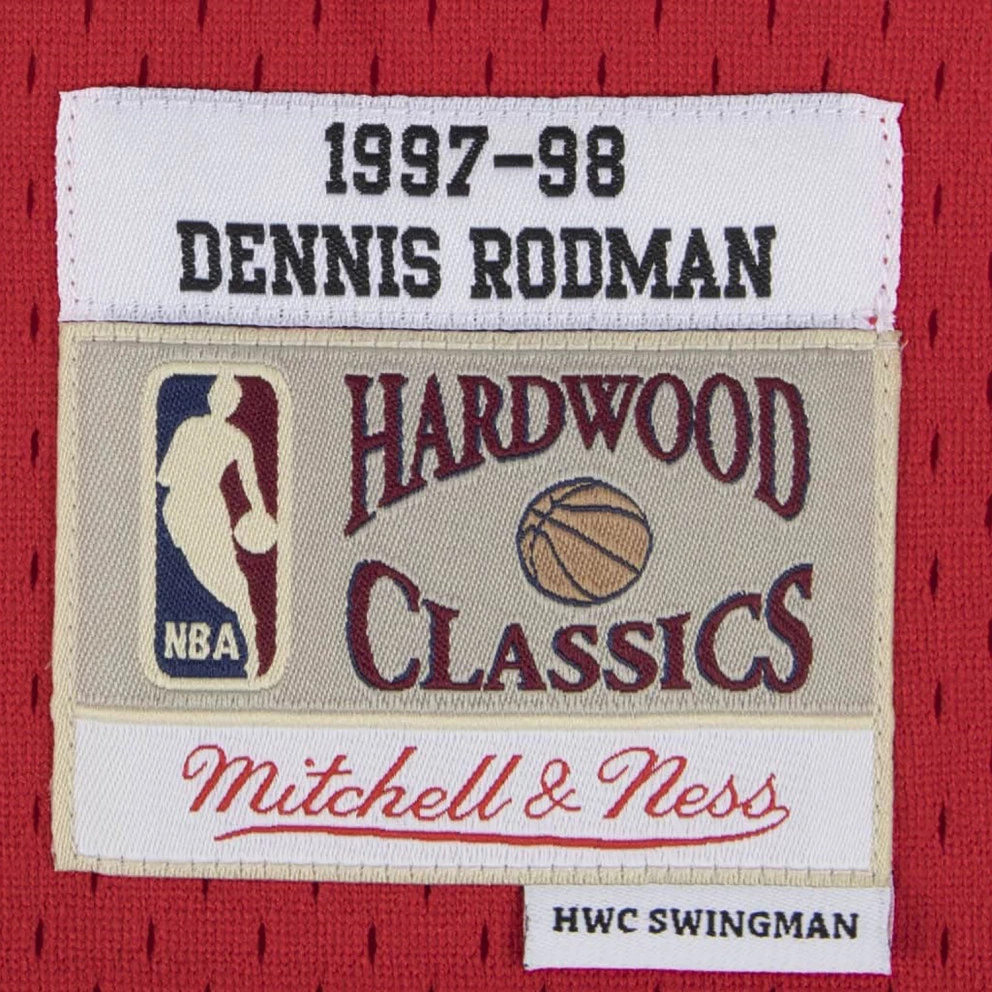 1997-98
DENNIS RODMAN
HARDWOOD
CLASSICS
NBA
Mitchell & Ness
HWC SWINGMAN